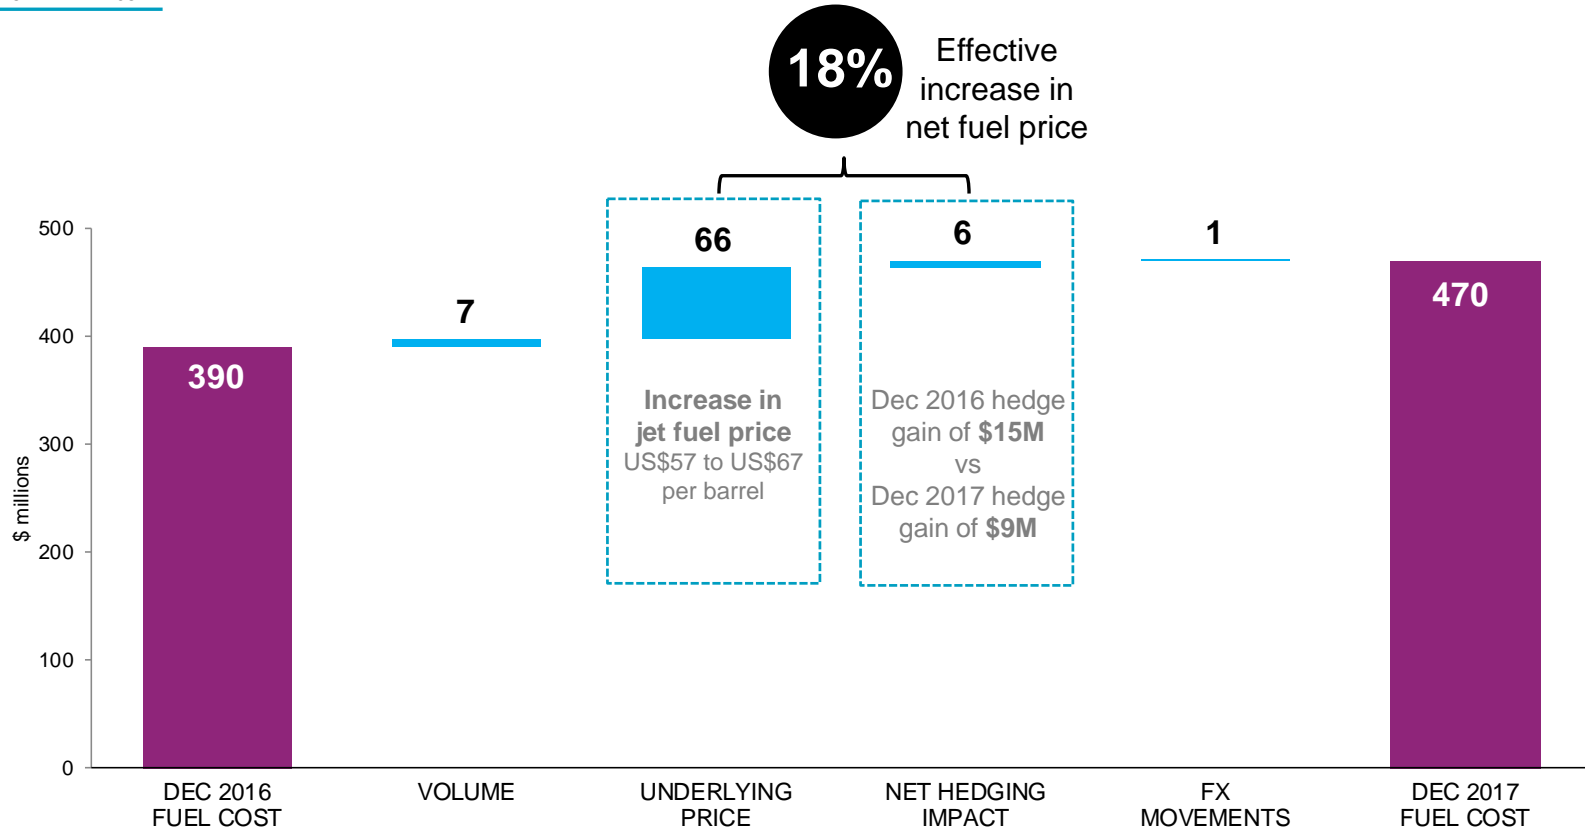 18%
Effective
increase in
net fuel price
$ millions
500
400
300
200
100
0
390
7
66
Increase in
jet fuel price
US$57 to US$67
per barrel
6
Dec 2016 hedge
gain of $15M
vs
Dec 2017 hedge
gain of $9M
1
470
DEC 2016
FUEL COST
VOLUME
UNDERLYING
PRICE
NET HEDGING
IMPACT
FX
MOVEMENTS
DEC 2017
FUEL COST